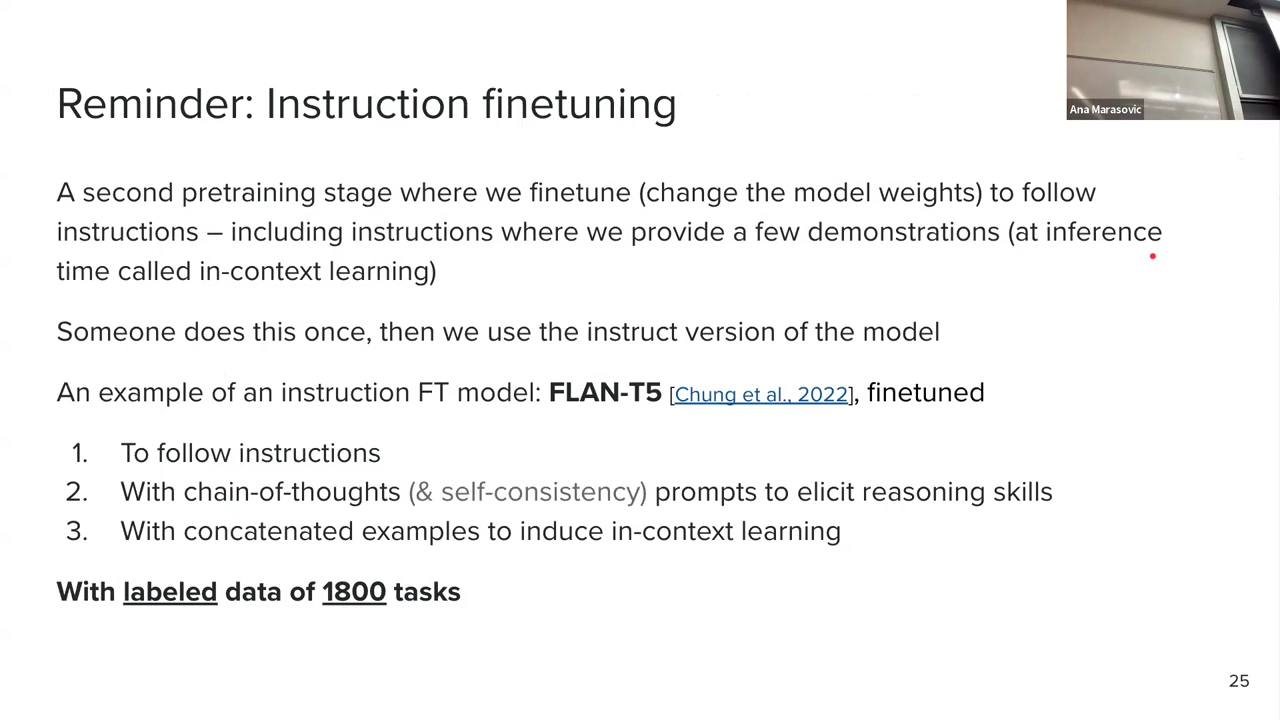 Reminder: Instruction finetuning
Ana Marasovic
A second pretraining stage where we finetune (change the model weights) to follow
instructions – including instructions where we provide a few demonstrations (at inference
time called in-context learning)
Someone does this once, then we use the instruct version of the model
An example of an instruction FT model: FLAN-T5 [Chung et al., 2022], finetuned
1. To follow instructions
2. With chain-of-thoughts (& self-consistency) prompts to elicit reasoning skills
3. With concatenated examples to induce in-context learning
With labeled data of 1800 tasks
25